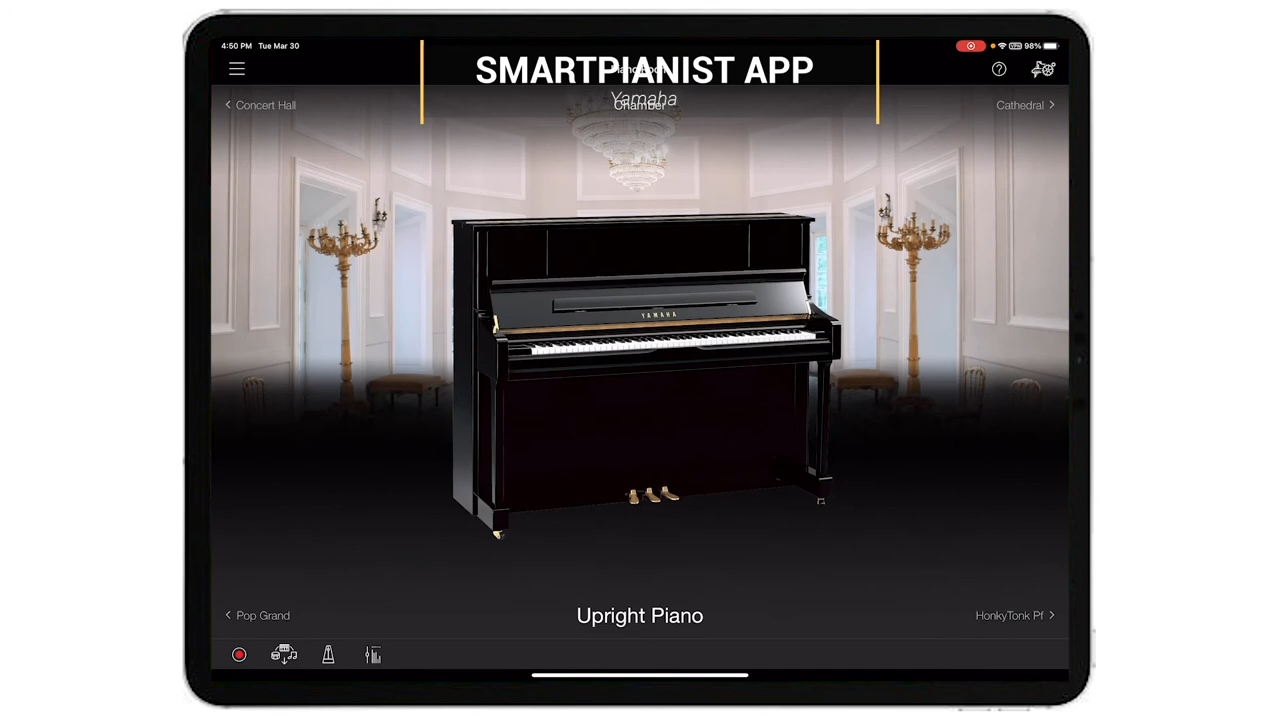 4:50 PM Tue Mar 30
98%
SMARTPIANIST APP
Yamaha
Concert Hall
Chamber
Cathedral
YAMAHA
Pop Grand
Upright Piano
HonkyTonk Pf